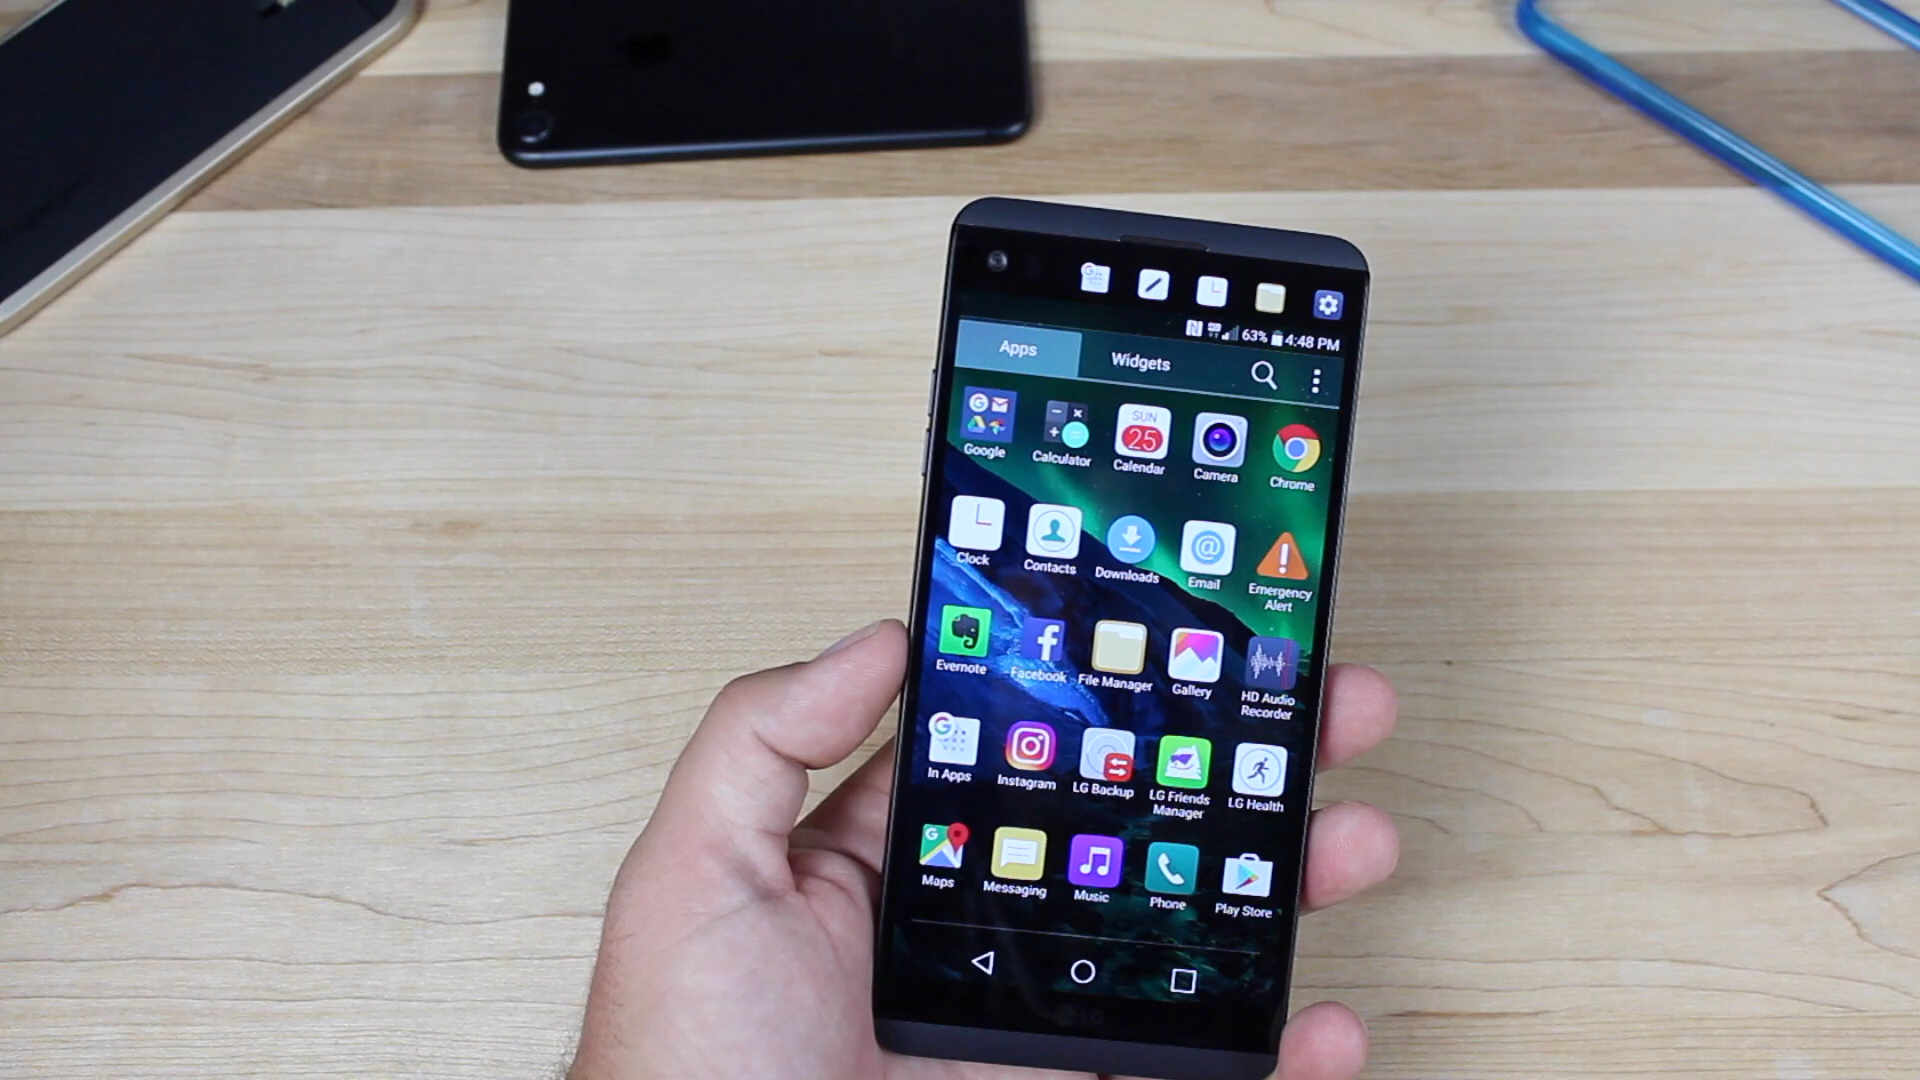 63% 4:48 PM
Apps Widgets
SUN
25
Google Calculator Calendar Camera Chrome
Clock Contacts Downloads Email Emergency
Alert
Evernote Facebook File Manager Gallery HD Audio
Recorder
In Apps Instagram LG Backup LG Friends LG Health
Manager
Maps Messaging Music Phone Play Store
LG